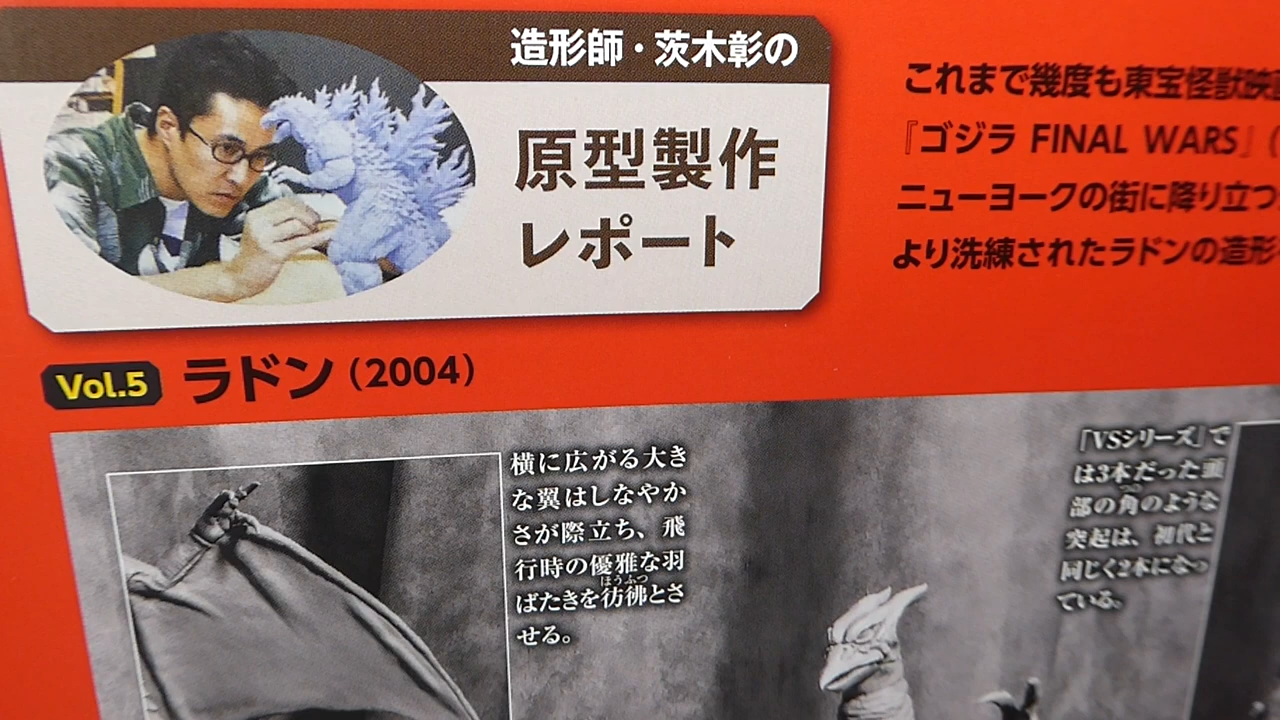 造形師・茨木彰の
原型製作
レポート
これまで幾度も東宝怪獣映
『ゴジラ FINAL WARS』（
ニューヨークの街に降り立つ
より洗練されたラドンの造形
Vol.5 ラドン（2004）
横に広がる大き
な翼はしなやか
さが際立ち、飛
行時の優雅な羽
ほうふつ
ばたきを彷彿とさ
せる。
「VSシリーズ」で
は3本だった頭
部の角のような
突起は、初代と
同じく2本になっ
ている。